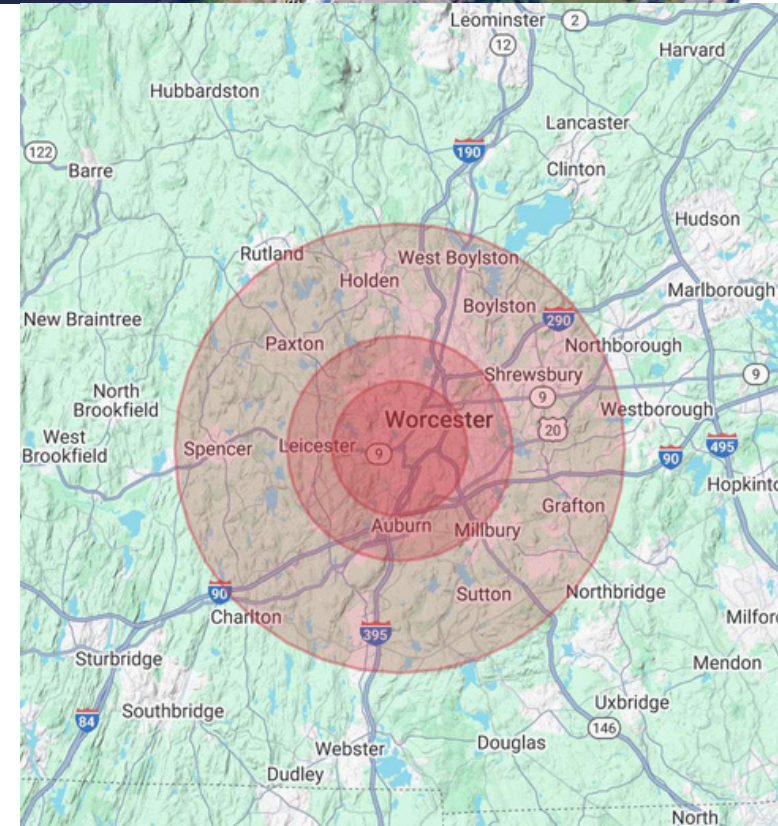 Leominster
2
12
Harvard
Hubbardston
Lancaster
122
190
Barre
Clinton
Hudson
Rutland
West Boylston
Holden
Marlborough
Boylston
290
New Braintree
Paxton
Northborough
Shrewsbury
9
9
North
Brookfield
Worcester
Westborough
20
West
Brookfield
Spencer
Leicester
9
90
495
Hopkinto
Grafton
Auburn
Millbury
90
Sutton
Northbridge
Charlton
Milfor
395
Sturbridge
Mendon
Southbridge
84
Uxbridge
146
Webster
Douglas
Dudley
North